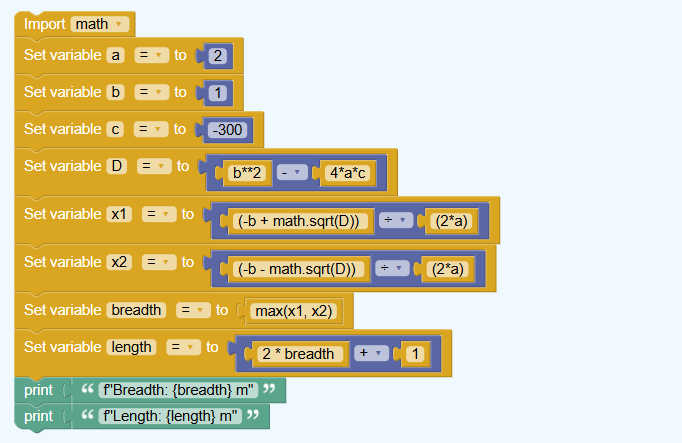 Import math
Set variable a = to 2
Set variable b = to 1
Set variable c = to -300
Set variable D = to b**2 - 4*a*c
Set variable x1 = to (-b + math.sqrt(D)) ÷ (2*a)
Set variable x2 = to (-b - math.sqrt(D)) ÷ (2*a)
Set variable breadth = to max(x1, x2)
Set variable length = to 2 * breadth + 1
print “ f"Breadth: {breadth} m" ”
print “ f"Length: {length} m" ”